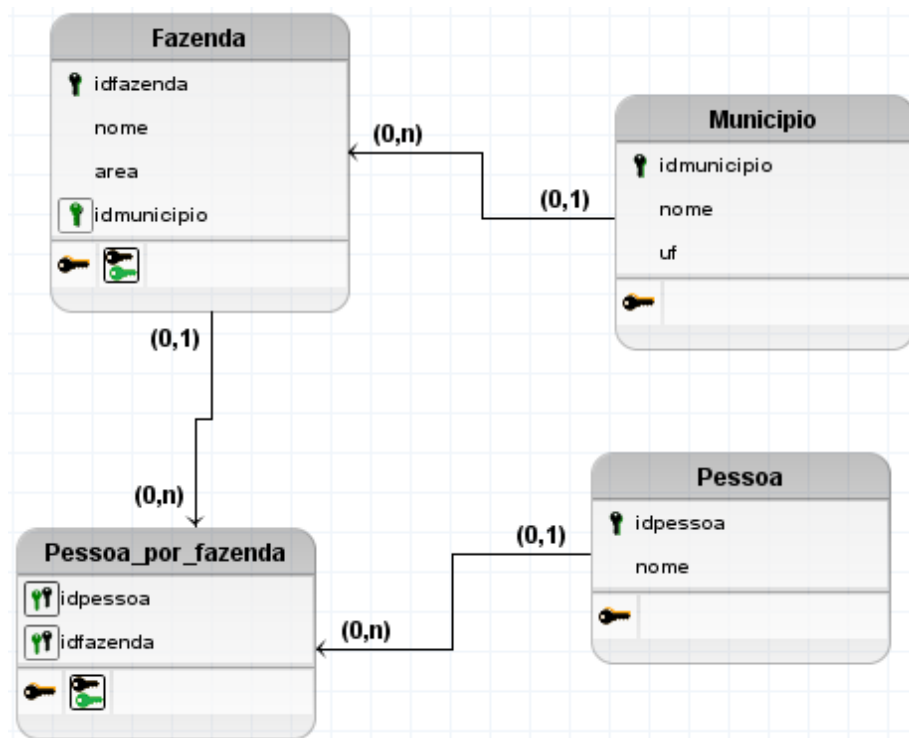 Fazenda
idfazenda
nome
area
idmunicipio
(0,n)
(0,1)
Municipio
idmunicipio
nome
uf
(0,1)
(0,n)
Pessoa_por_fazenda
idpessoa
idfazenda
(0,n)
(0,1)
Pessoa
idpessoa
nome